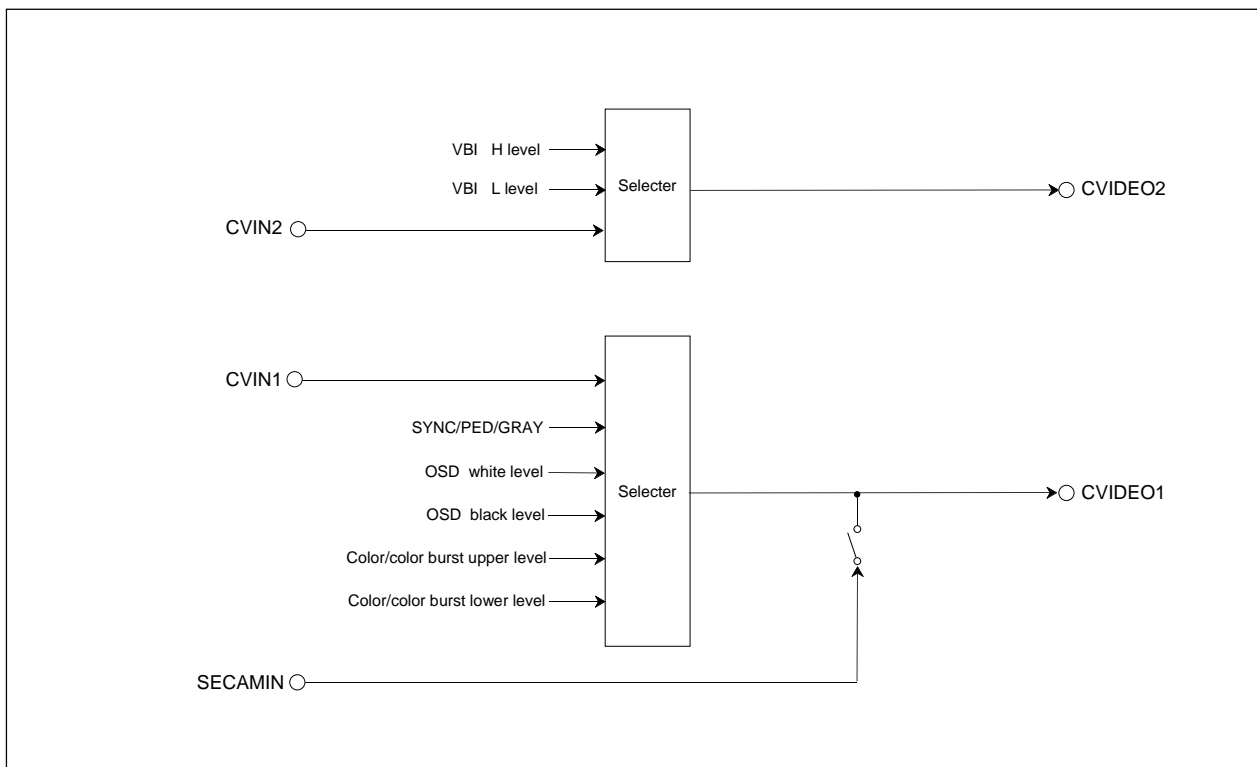 VBI H level
VBI L level
Selecter
CVIDEO2
CVIN2
CVIN1
SYNC/PED/GRAY
OSD white level
Selecter
CVIDEO1
OSD black level
Color/color burst upper level
Color/color burst lower level
SECAMIN